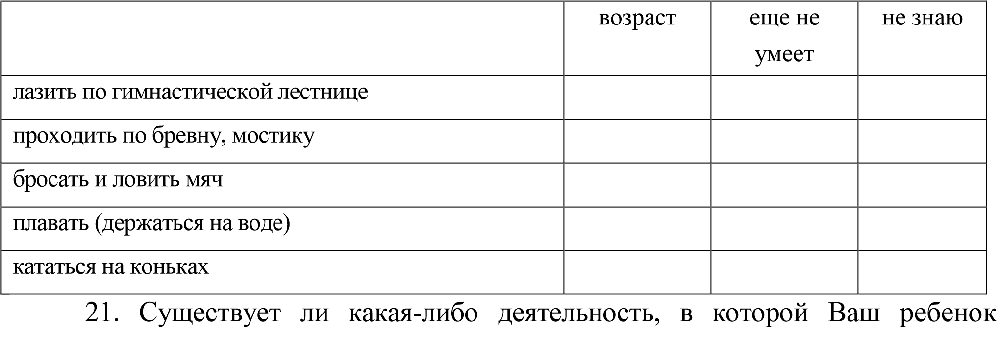 возраст еще не не знаю
умеет
лазить по гимнастической лестнице
проходить по бревну, мостику
бросать и ловить мяч
плавать (держаться на воде)
кататься на коньках
21. Существует ли какая-либо деятельность, в которой Ваш ребенок